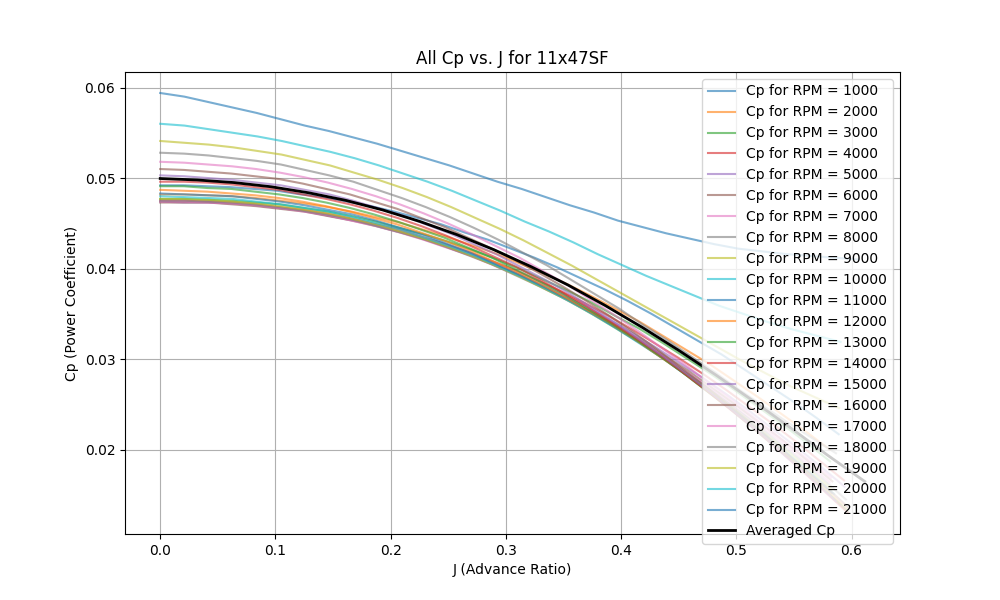 All Cp vs. J for 11x47SF
Cp (Power Coefficient)
0.06
0.05
0.04
0.03
0.02
0.0 0.1 0.2 0.3 0.4 0.5 0.6
J (Advance Ratio)
Cp for RPM = 1000
Cp for RPM = 2000
Cp for RPM = 3000
Cp for RPM = 4000
Cp for RPM = 5000
Cp for RPM = 6000
Cp for RPM = 7000
Cp for RPM = 8000
Cp for RPM = 9000
Cp for RPM = 10000
Cp for RPM = 11000
Cp for RPM = 12000
Cp for RPM = 13000
Cp for RPM = 14000
Cp for RPM = 15000
Cp for RPM = 16000
Cp for RPM = 17000
Cp for RPM = 18000
Cp for RPM = 19000
Cp for RPM = 20000
Cp for RPM = 21000
Averaged Cp